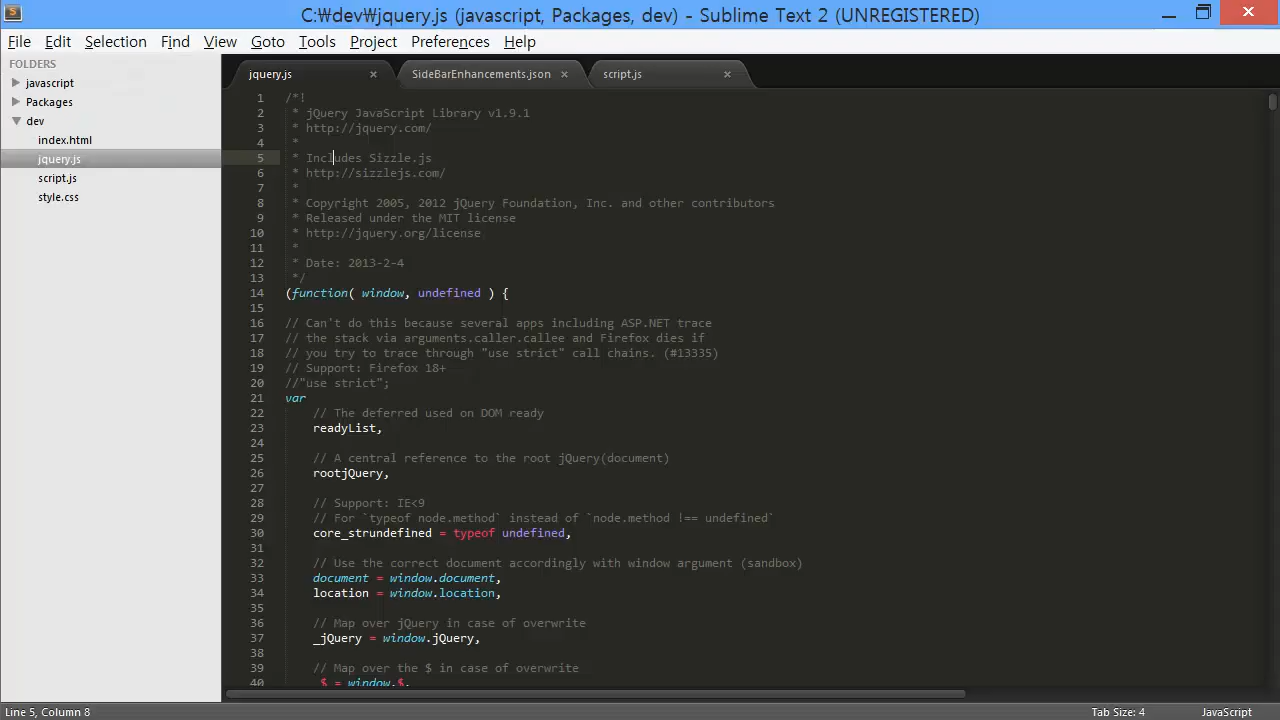 C:₩dev₩jquery.js (javascript, Packages, dev) - Sublime Text 2 (UNREGISTERED)
File Edit Selection Find View Goto Tools Project Preferences Help
FOLDERS
javascript
Packages
dev
index.html
jquery.js
script.js
style.css
jquery.js SideBarEnhancements.json script.js
1 /*!
2 * jQuery JavaScript Library v1.9.1
3 * http://jquery.com/
4 *
5 * Includes Sizzle.js
6 * http://sizzlejs.com/
7 *
8 * Copyright 2005, 2012 jQuery Foundation, Inc. and other contributors
9 * Released under the MIT license
10 * http://jquery.org/license
11 *
12 * Date: 2013-2-4
13 */
14 (function( window, undefined ) {
15
16 // Can't do this because several apps including ASP.NET trace
17 // the stack via arguments.caller.callee and Firefox dies if
18 // you try to trace through "use strict" call chains. (#13335)
19 // Support: Firefox 18+
20 //"use strict";
21 var
22 // The deferred used on DOM ready
23 readyList,
24
25 // A central reference to the root jQuery(document)
26 rootjQuery,
27
28 // Support: IE<9
29 // For `typeof node.method` instead of `node.method !== undefined`
30 core_strundefined = typeof undefined,
31
32 // Use the correct document accordingly with window argument (sandbox)
33 document = window.document,
34 location = window.location,
35
36 // Map over jQuery in case of overwrite
37 _jQuery = window.jQuery,
38
39 // Map over the $ in case of overwrite
40 _$ = window.$,
Line 5, Column 8 Tab Size: 4 JavaScript